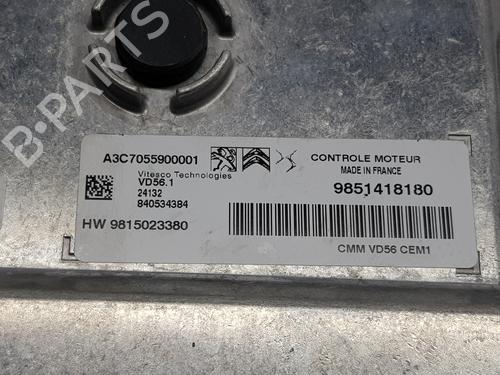 B-PARTS
A3C7055900001
Vitesco Technologies
VD56.1
24132
840534384
HW 9815023380
CONTROLE MOTEUR
MADE IN FRANCE
9851418180
CMM VD56 CEM1